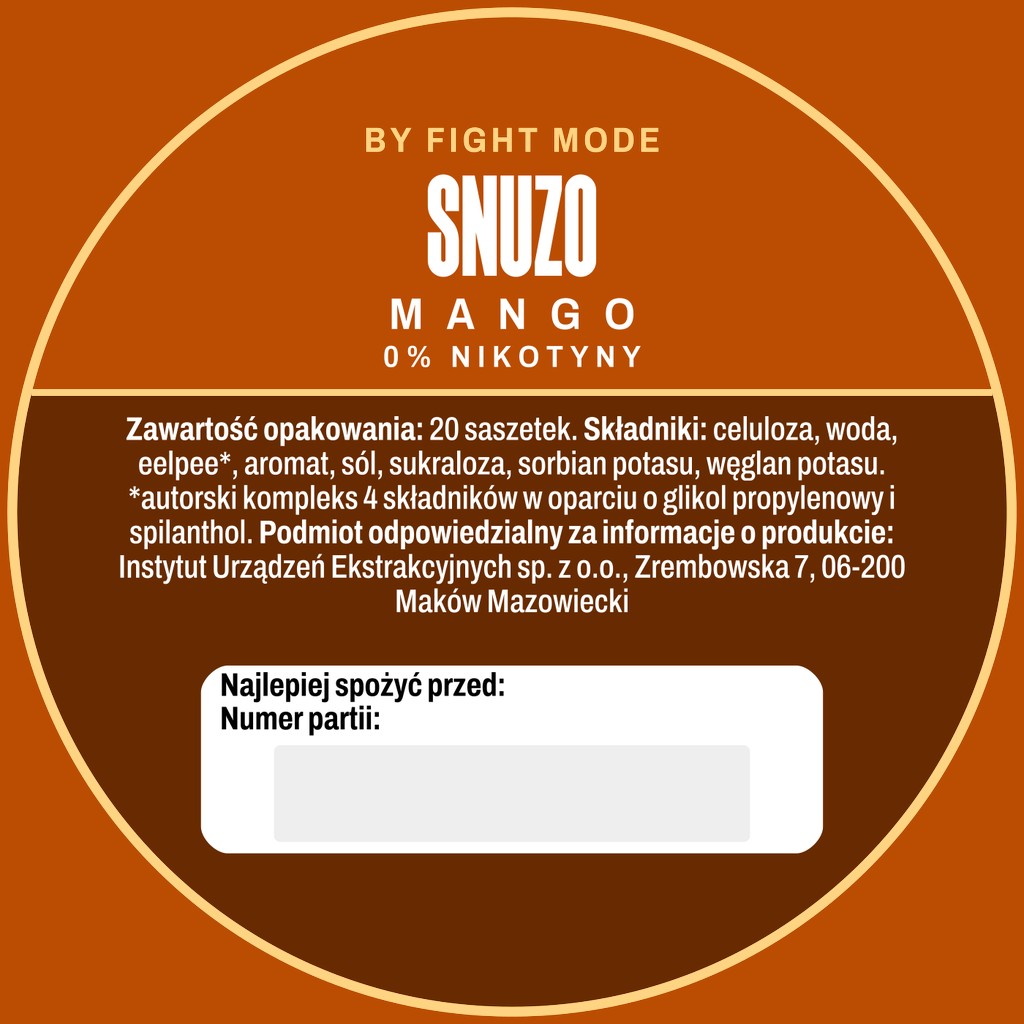 BY FIGHT MODE
SNUZO
MANGO
0% NIKOTYNY
Zawartość opakowania: 20 saszetek. Składniki: celuloza, woda,
eelpee*, aromat, sól, sukraloza, sorbian potasu, węglan potasu.
*autorski kompleks 4 składników w oparciu o glikol propylenowy i
spilanthol. Podmiot odpowiedzialny za informacje o produkcie:
Instytut Urządzeń Ekstrakcyjnych sp. z o.o., Zrembowska 7, 06-200
Maków Mazowiecki
Najlepiej spożyć przed:
Numer partii: